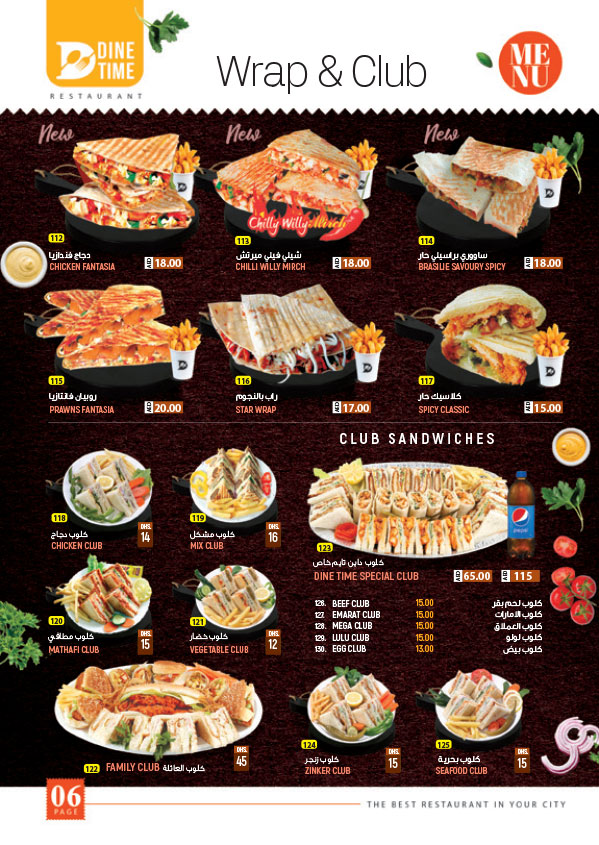 DINE
TIME
RESTAURANT
Wrap & Club
ME
NU
New
New
New
Chilly Willy Mirch
112
دجاج فنداريا
CHICKEN FANTASIA
AED 18.00
113
شيلي فيلي ميرتش
CHILLI WILLY MIRCH
AED 18.00
114
ساووري براسيلي حار
BRASILIE SAVOURY SPICY
AED 18.00
115
روبيان فانتازيا
PRAWNS FANTASIA
AED 20.00
116
راب بالنجوم
STAR WRAP
AED 17.00
117
كلاسيك حار
SPICY CLASSIC
AED 15.00
CLUB SANDWICHES
118
كلوب دجاج
CHICKEN CLUB
DHS. 14
119
كلوب مشكل
MIX CLUB
DHS. 16
pepsi
123
كلوب داين تايم خاص
DINE TIME SPECIAL CLUB
AED 65.00
AED 115
120
كلوب مطافي
MATHAFI CLUB
DHS. 15
121
كلوب خضار
VEGETABLE CLUB
DHS. 12
126. BEEF CLUB 15.00 كلوب لحم بقر
127. EMARAT CLUB 15.00 كلوب الامارات
128. MEGA CLUB 15.00 كلوب العملاق
129. LULU CLUB 15.00 كلوب لولو
130. EGG CLUB 13.00 كلوب بيض
122 FAMILY CLUB كلوب العائلة
DHS. 45
124
كلوب زنجر
ZINKER CLUB
DHS. 15
125
كلوب بحرية
SEAFOOD CLUB
DHS. 15
06
PAGE
THE BEST RESTAURANT IN YOUR CITY